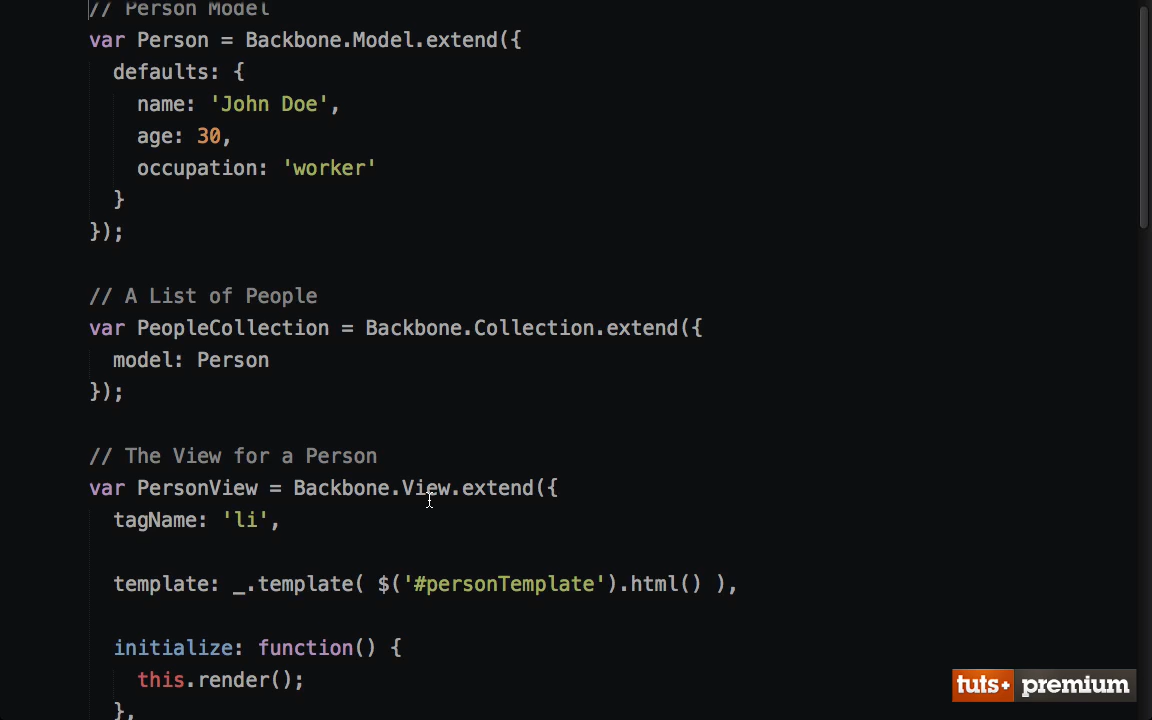 // Person Model
var Person = Backbone.Model.extend({
  defaults: {
    name: 'John Doe',
    age: 30,
    occupation: 'worker'
  }
});

// A List of People
var PeopleCollection = Backbone.Collection.extend({
  model: Person
});

// The View for a Person
var PersonView = Backbone.View.extend({
  tagName: 'li',

  template: _.template( $('#personTemplate').html() ),

  initialize: function() {
    this.render();
  },
tuts+ premium